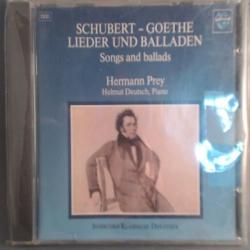 SCHUBERT – GOETHE
LIEDER UND BALLADEN
Songs and ballads
Hermann Prey
Helmut Deutsch, Piano